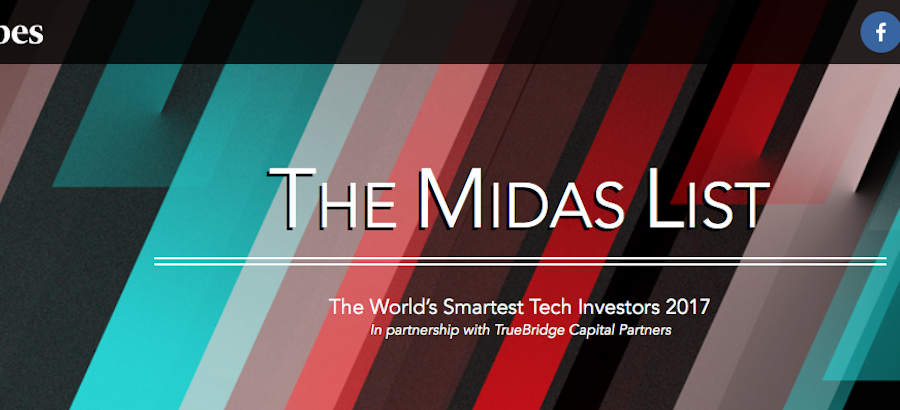 bes
The Midas List
The World's Smartest Tech Investors 2017
In partnership with TrueBridge Capital Partners